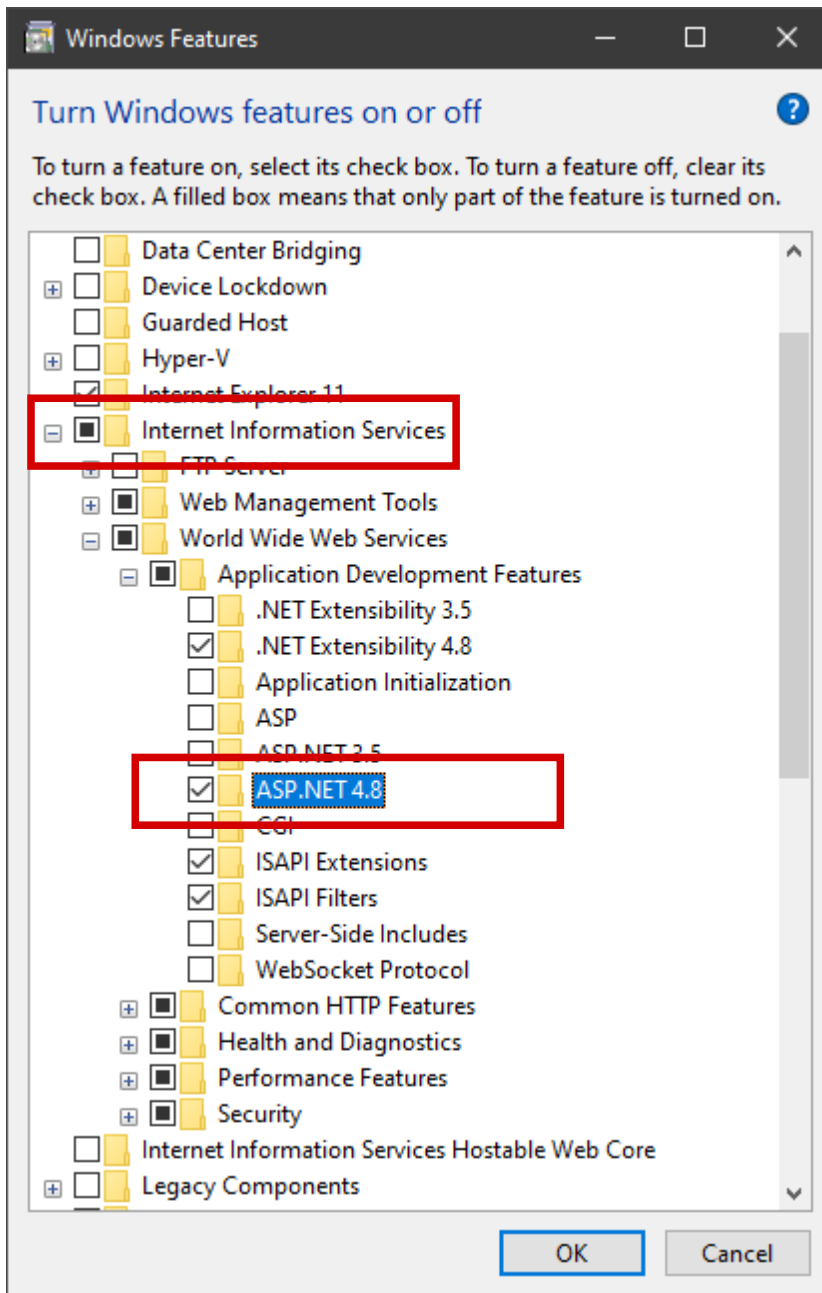 Windows Features
Turn Windows features on or off
To turn a feature on, select its check box. To turn a feature off, clear its
check box. A filled box means that only part of the feature is turned on.
Data Center Bridging
Device Lockdown
Guarded Host
Hyper-V
Internet Explorer 11
Internet Information Services
FTP Server
Web Management Tools
World Wide Web Services
Application Development Features
.NET Extensibility 3.5
.NET Extensibility 4.8
Application Initialization
ASP
ASP.NET 3.5
ASP.NET 4.8
CGI
ISAPI Extensions
ISAPI Filters
Server-Side Includes
WebSocket Protocol
Common HTTP Features
Health and Diagnostics
Performance Features
Security
Internet Information Services Hostable Web Core
Legacy Components
OK
Cancel